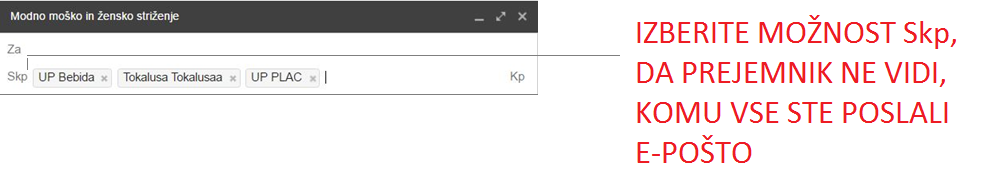 Modno moško in žensko striženje
Za
Skp UP Bebida × Tokalusa Tokalusaa × UP PLAC × Kp
IZBERITE MOŽNOST Skp,
DA PREJEMNIK NE VIDI,
KOMU VSE STE POSLALI
E-POŠTO